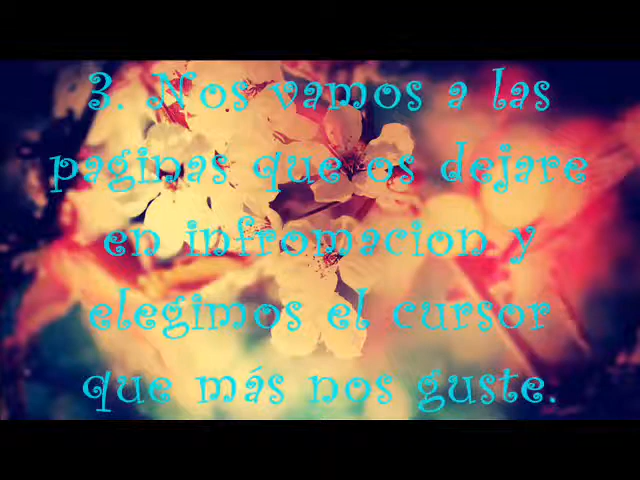 3. Nos vamos a las
paginas que os dejare
en infromacion y
elegimos el cursor
que más nos guste.